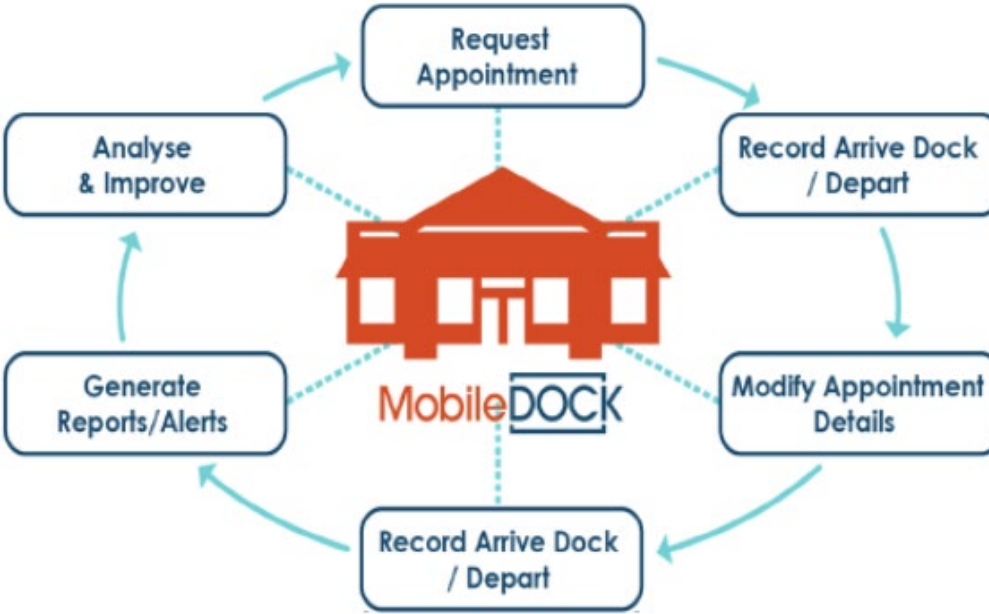 Request
Appointment
Record Arrive Dock
/ Depart
Modify Appointment
Details
Record Arrive Dock
/ Depart
Generate
Reports/Alerts
Analyse
& Improve
MobileDOCK